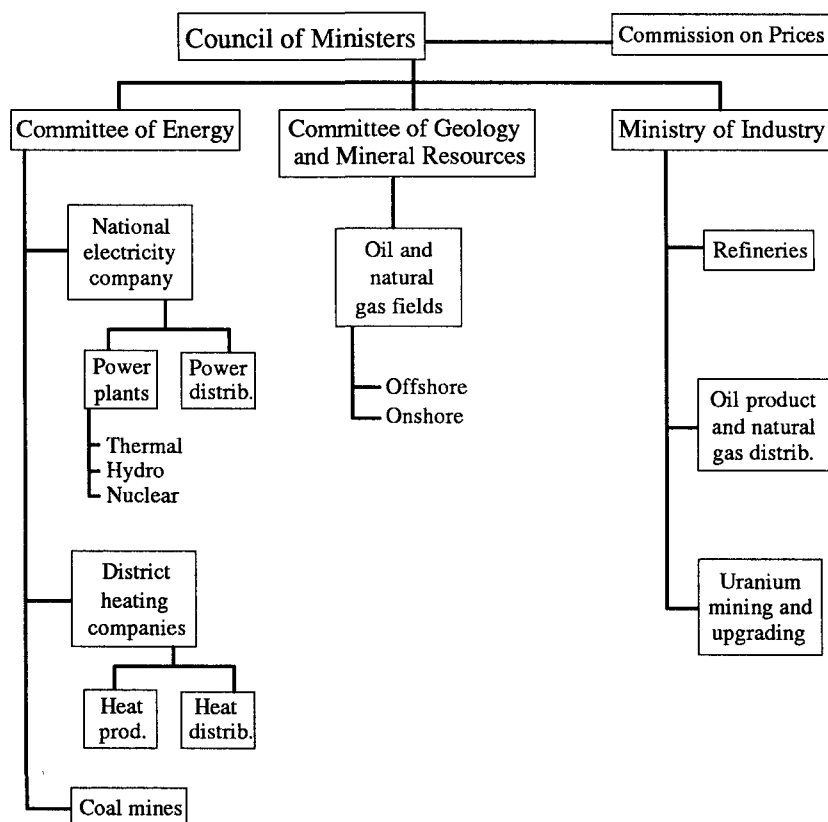 Council of Ministers
Commission on Prices
Committee of Energy
Committee of Geology
and Mineral Resources
Ministry of Industry
National
electricity
company
Power
plants
Power
distrib.
Thermal
Hydro
Nuclear
District
heating
companies
Heat
prod.
Heat
distrib.
Coal mines
Oil and
natural
gas fields
Offshore
Onshore
Refineries
Oil product
and natural
gas distrib.
Uranium
mining and
upgrading